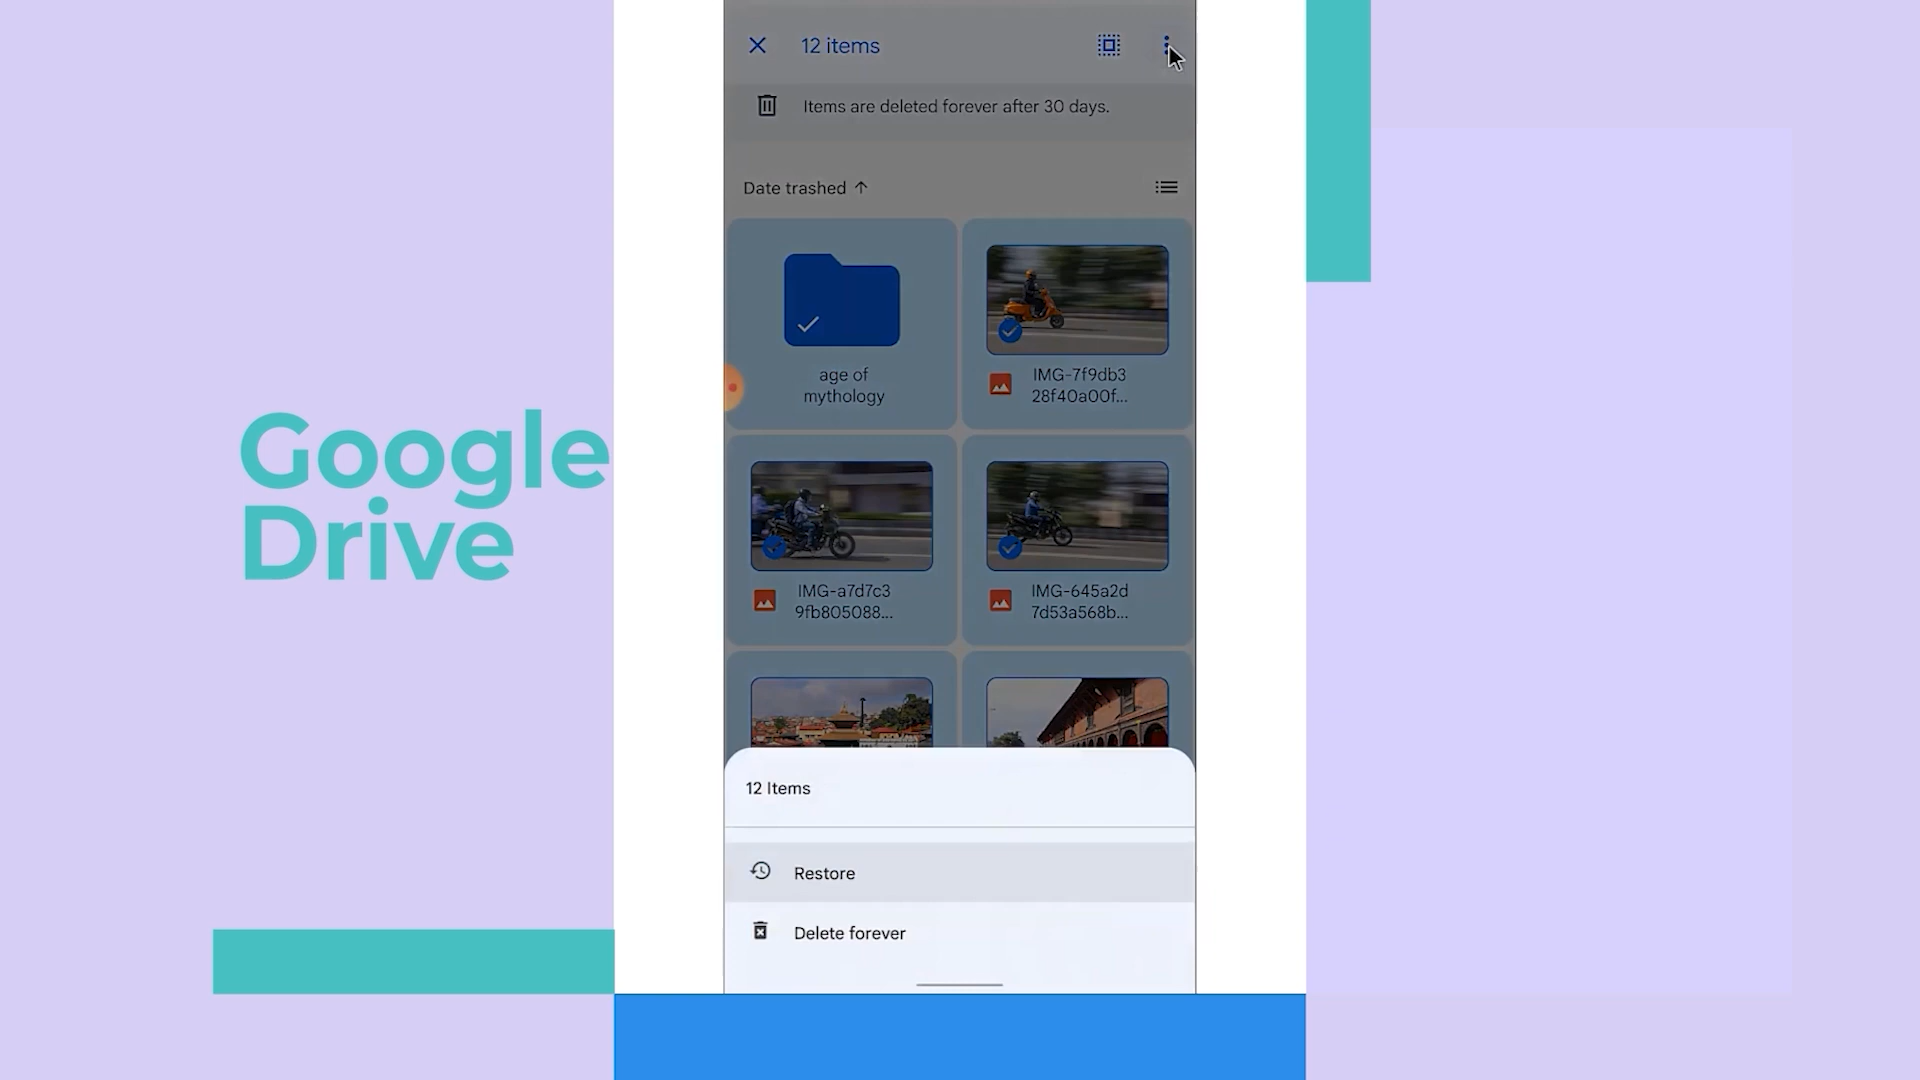 12 items
Items are deleted forever after 30 days.
Date trashed
age of
mythology
IMG-7f9db3
28f40a00f...
IMG-a7d7c3
9fb805088...
IMG-645a2d
7d53a568b...
Google
Drive
12 Items
Restore
Delete forever